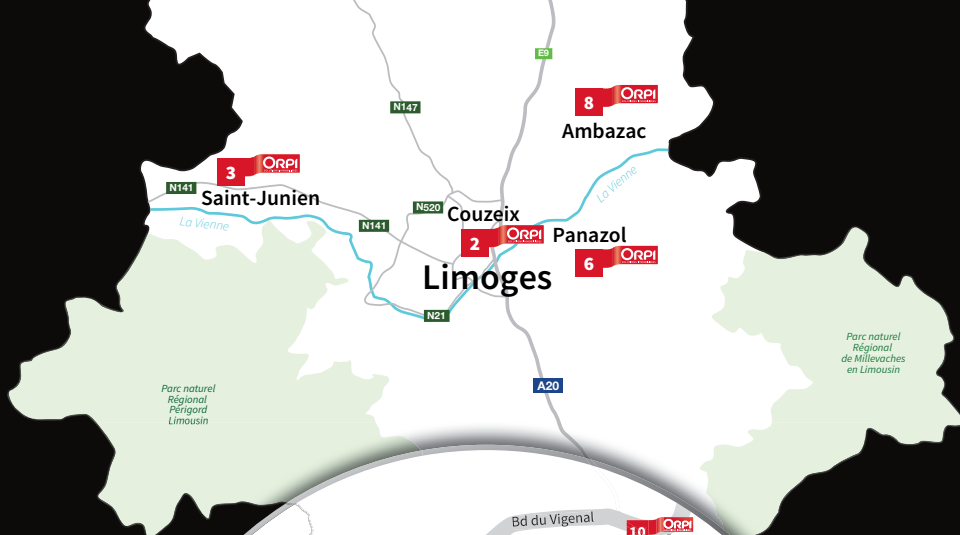 E9
8 ORPI
Ambazac
N147
3 ORPI
N141
Saint-Junien
La Vienne
La Vienne
N520
Couzeix
N141
2 ORPI
Panazol
6 ORPI
Limoges
N21
Parc naturel
Régional
de Millevaches
en Limousin
A20
Parc naturel
Régional
Périgord
Limousin
Bd du Vigenal
10 ORPI